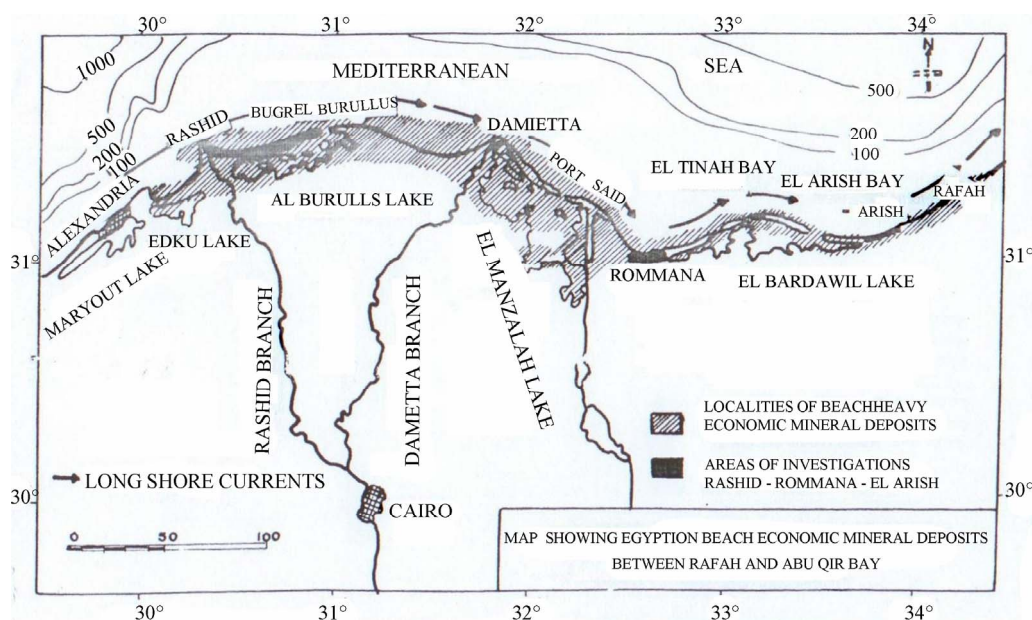 30°
31°
32°
33°
34°
1000
500
200
100
MEDITERRANEAN
SEA
N
500
200
100
RASHID
BUGREL BURULLUS
DAMIETTA
PORT SAID
EL TINAH BAY
EL ARISH BAY
RAFAH
ARISH
ALEXANDRIA
EDKU LAKE
AL BURULLS LAKE
MARYOUT LAKE
31°
31°
ROMMANA
EL BARDAWIL LAKE
EL MANZALAH LAKE
RASHID BRANCH
DAMETTA BRANCH
LOCALITIES OF BEACHHEAVY
ECONOMIC MINERAL DEPOSITS
AREAS OF INVESTIGATIONS
RASHID - ROMMANA - EL ARISH
LONG SHORE CURRENTS
30°
30°
CAIRO
0 50 100
MAP SHOWING EGYPTION BEACH ECONOMIC MINERAL DEPOSITS
BETWEEN RAFAH AND ABU QIR BAY
30°
31°
32°
33°
34°